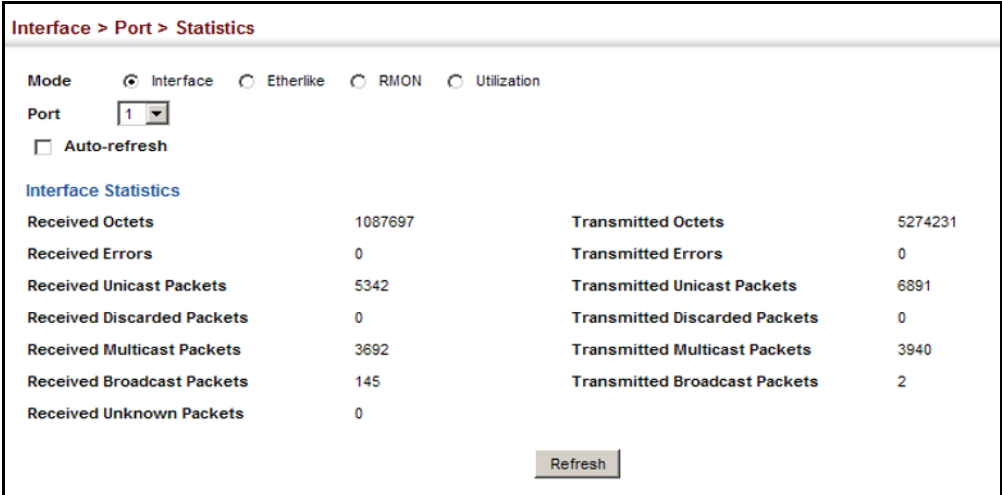 Interface > Port > Statistics
Mode Interface Etherlike RMON Utilization
Port 1
Auto-refresh
Interface Statistics
Received Octets 1087697 Transmitted Octets 5274231
Received Errors 0 Transmitted Errors 0
Received Unicast Packets 5342 Transmitted Unicast Packets 6891
Received Discarded Packets 0 Transmitted Discarded Packets 0
Received Multicast Packets 3692 Transmitted Multicast Packets 3940
Received Broadcast Packets 145 Transmitted Broadcast Packets 2
Received Unknown Packets 0
Refresh